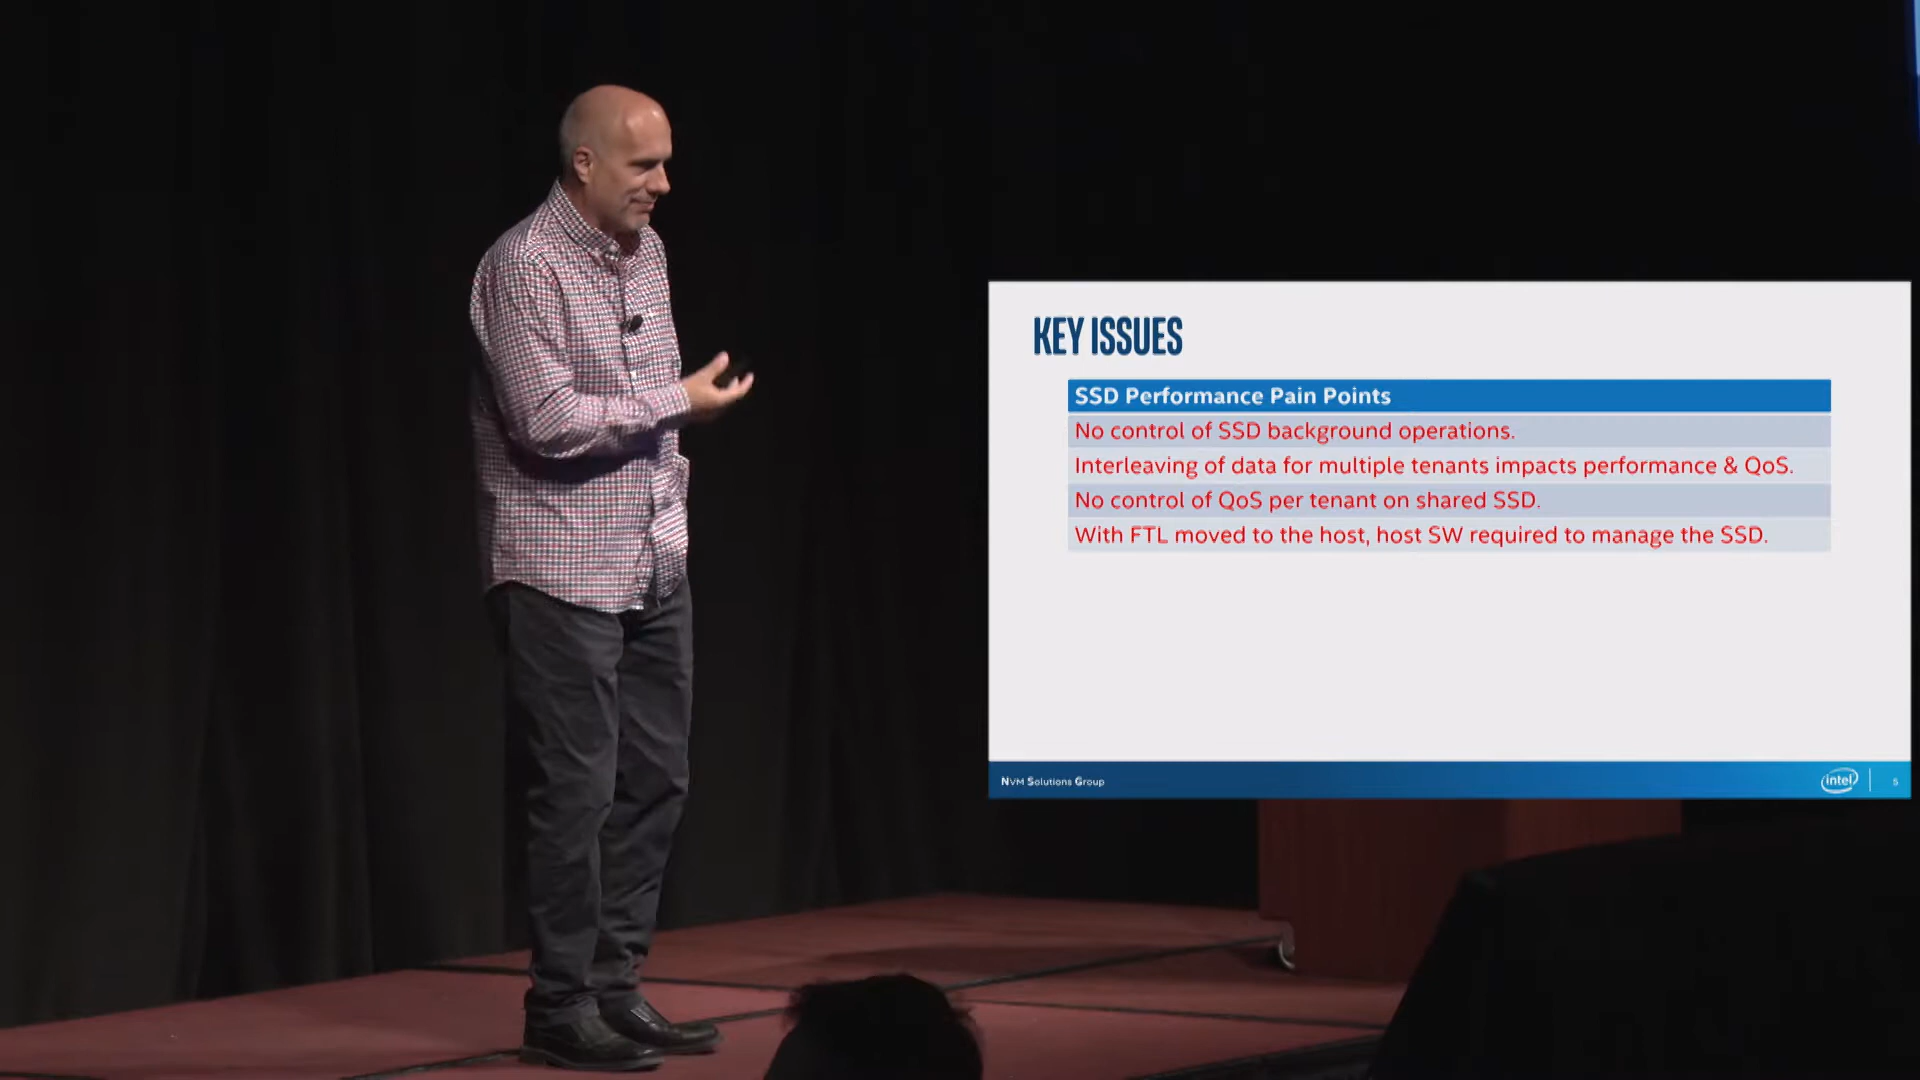 KEY ISSUES
SSD Performance Pain Points
No control of SSD background operations.
Interleaving of data for multiple tenants impacts performance & QoS.
No control of QoS per tenant on shared SSD.
With FTL moved to the host, host SW required to manage the SSD.
NVM Solutions Group
intel
5